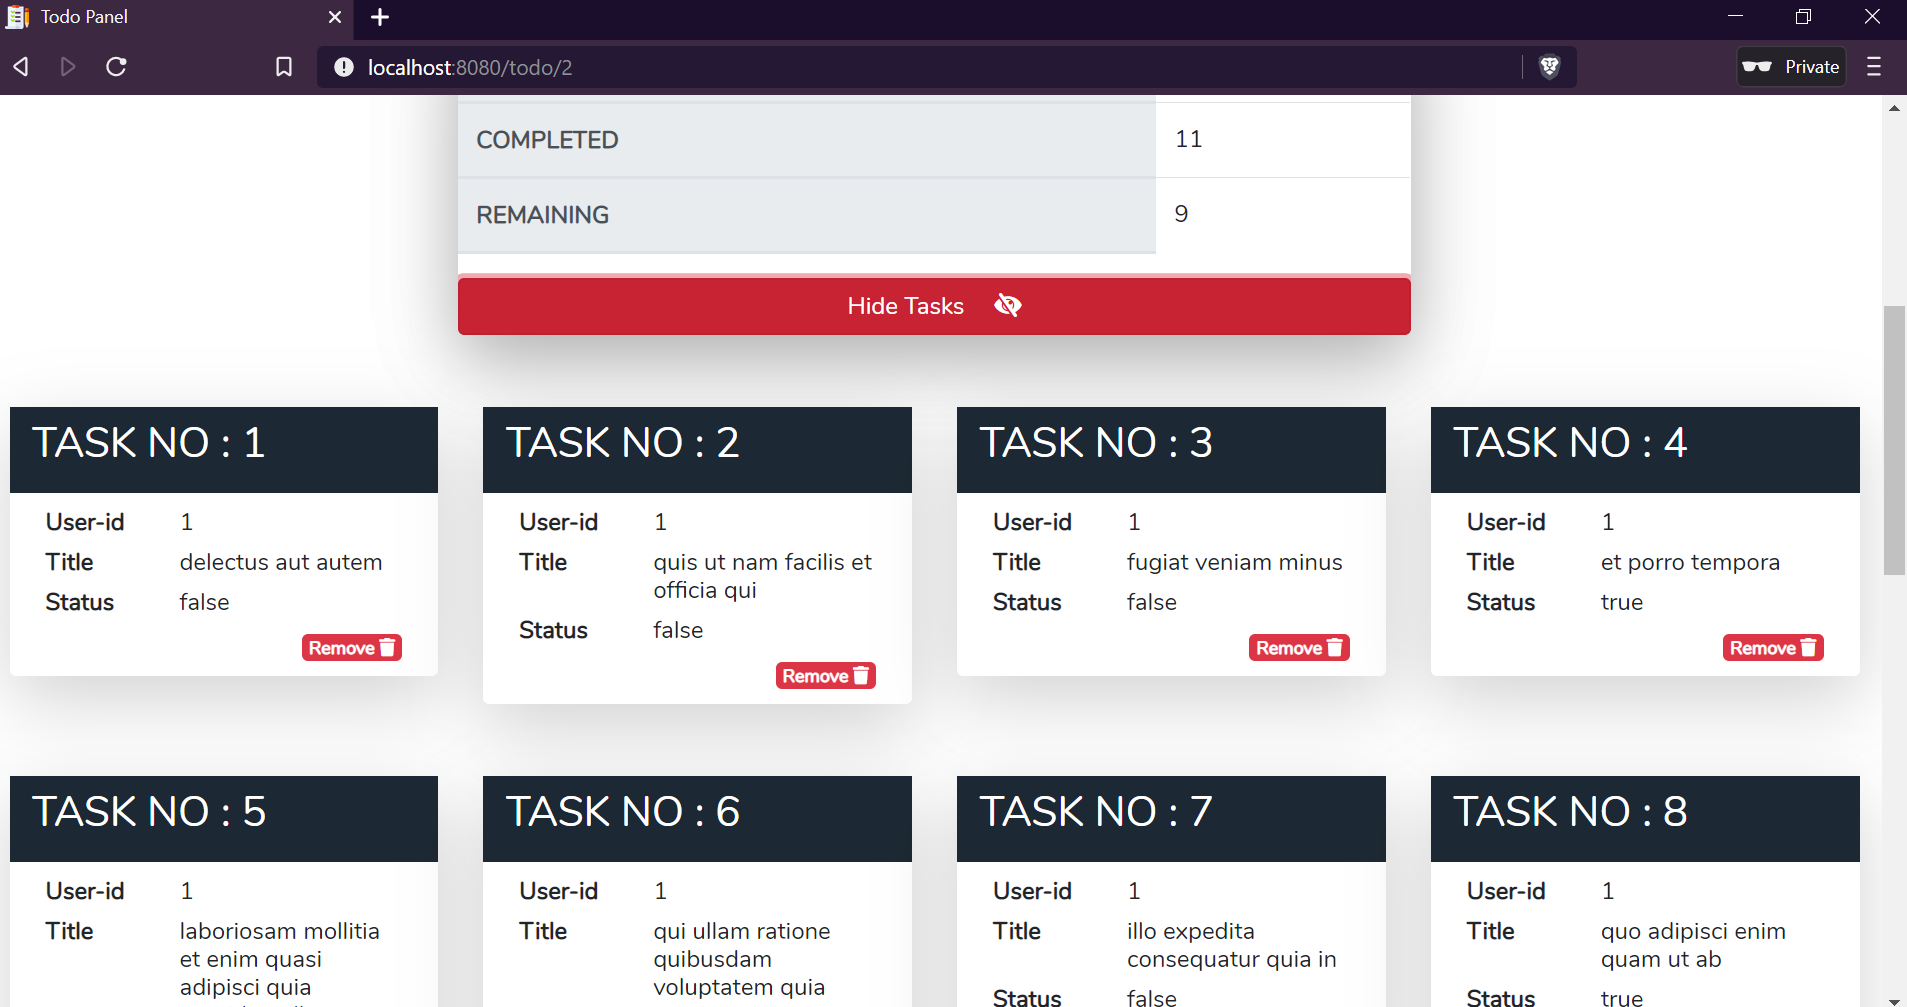 Todo Panel
localhost:8080/todo/2
Private
COMPLETED 11
REMAINING 9
Hide Tasks
TASK NO : 1
User-id 1
Title delectus aut autem
Status false
Remove
TASK NO : 2
User-id 1
Title quis ut nam facilis et
officia qui
Status false
Remove
TASK NO : 3
User-id 1
Title fugiat veniam minus
Status false
Remove
TASK NO : 4
User-id 1
Title et porro tempora
Status true
Remove
TASK NO : 5
User-id 1
Title laboriosam mollitia
et enim quasi
adipisci quia
TASK NO : 6
User-id 1
Title qui ullam ratione
quibusdam
voluptatem quia
TASK NO : 7
User-id 1
Title illo expedita
consequatur quia in
Status false
TASK NO : 8
User-id 1
Title quo adipisci enim
quam ut ab
Status true